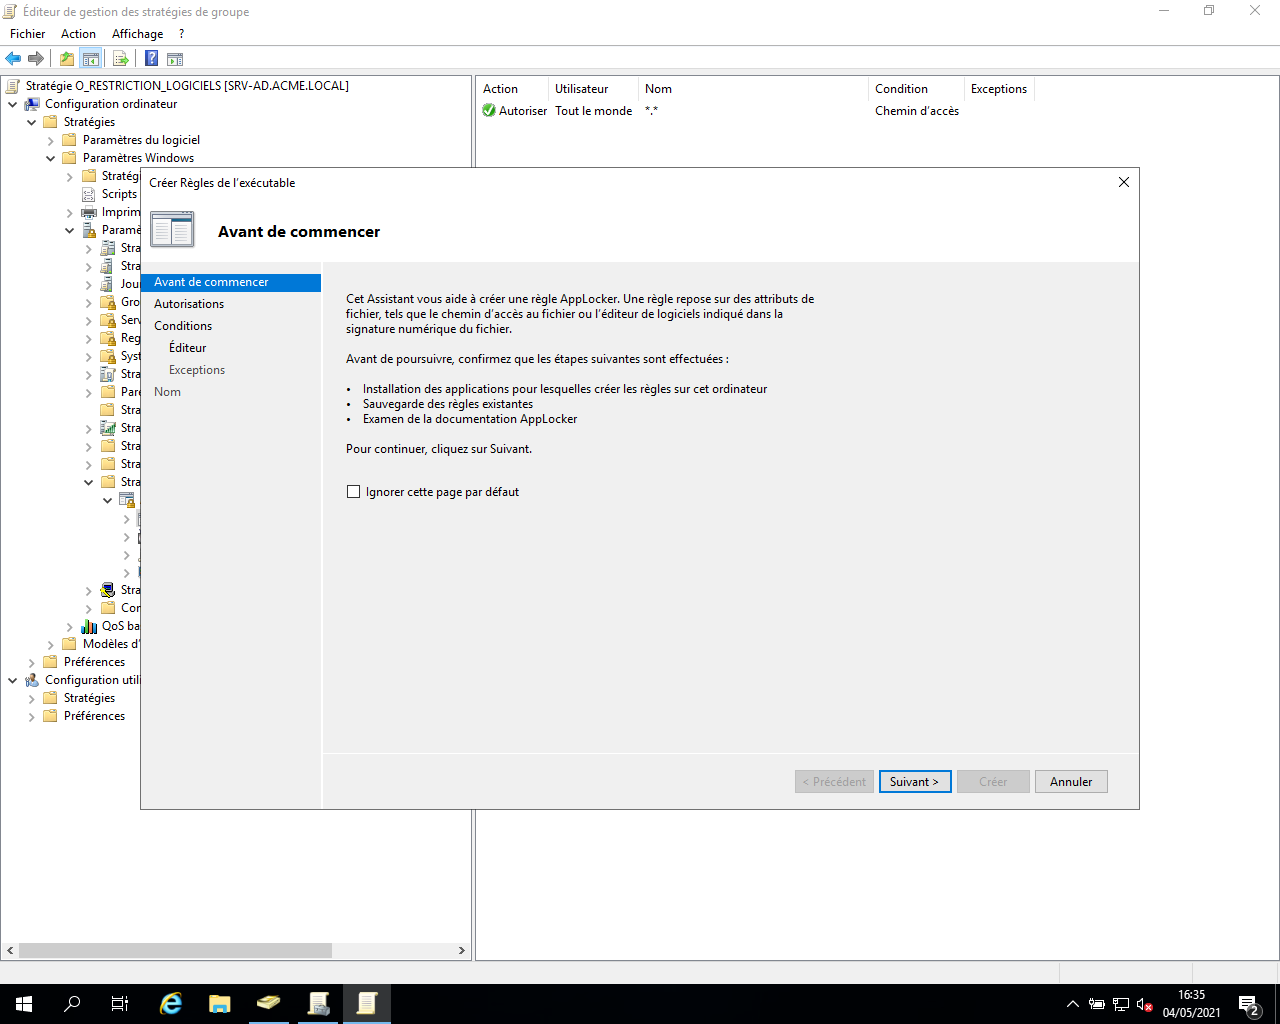 Éditeur de gestion des stratégies de groupe
Fichier Action Affichage ?
Stratégie O_RESTRICTION_LOGICIELS [SRV-AD.ACME.LOCAL]
Configuration ordinateur
Stratégies
Paramètres du logiciel
Paramètres Windows
Stratégi
Scripts
Imprim
Paramè
Stra
Stra
Jou
Gro
Serv
Reg
Syst
Stra
Pare
Stra
Stra
Stra
Stra
Stra
Stra
Con
QoS ba
Modèles d'
Préférences
Configuration utili
Stratégies
Préférences
Action Utilisateur Nom Condition Exceptions
Autoriser Tout le monde *.* Chemin d'accès
Créer Règles de l'exécutable
Avant de commencer
Avant de commencer
Autorisations
Conditions
Éditeur
Exceptions
Nom
Cet Assistant vous aide à créer une règle AppLocker. Une règle repose sur des attributs de
fichier, tels que le chemin d'accès au fichier ou l'éditeur de logiciels indiqué dans la
signature numérique du fichier.
Avant de poursuivre, confirmez que les étapes suivantes sont effectuées :
• Installation des applications pour lesquelles créer les règles sur cet ordinateur
• Sauvegarde des règles existantes
• Examen de la documentation AppLocker
Pour continuer, cliquez sur Suivant.
Ignorer cette page par défaut
< Précédent Suivant > Créer Annuler
16:35
04/05/2021
2